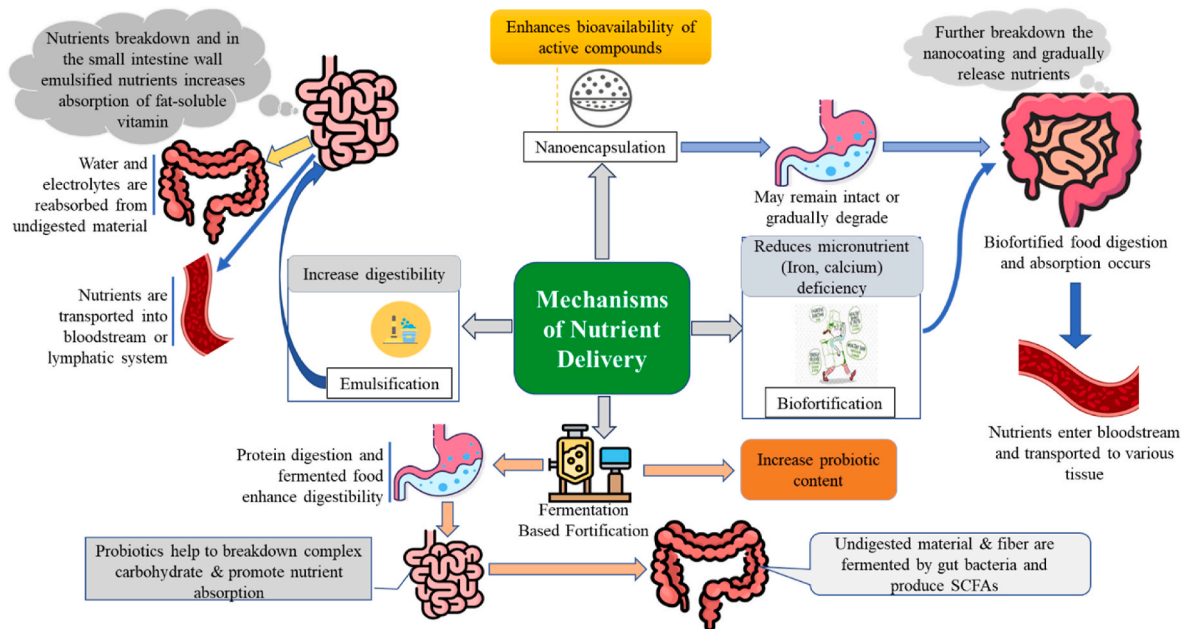 Nutrients breakdown and in
the small intestine wall
emulsified nutrients increases
absorption of fat-soluble
vitamin
Enhances bioavailability of
active compounds
Further breakdown the
nanocoating and gradually
release nutrients
Nanoencapsulation
Water and
electrolytes are
reabsorbed from
undigested material
May remain intact or
gradually degrade
Biofortified food digestion
and absorption occurs
Increase digestibility
Reduces micronutrient
(Iron, calcium)
deficiency
Mechanisms
of Nutrient
Delivery
Nutrients are
transported into
bloodstream or
lymphatic system
Emulsification
Biofortification
Nutrients enter bloodstream
and transported to various
tissue
Protein digestion and
fermented food
enhance digestibility
Increase probiotic
content
Fermentation
Based Fortification
Probiotics help to breakdown complex
carbohydrate & promote nutrient
absorption
Undigested material & fiber are
fermented by gut bacteria and
produce SCFAs